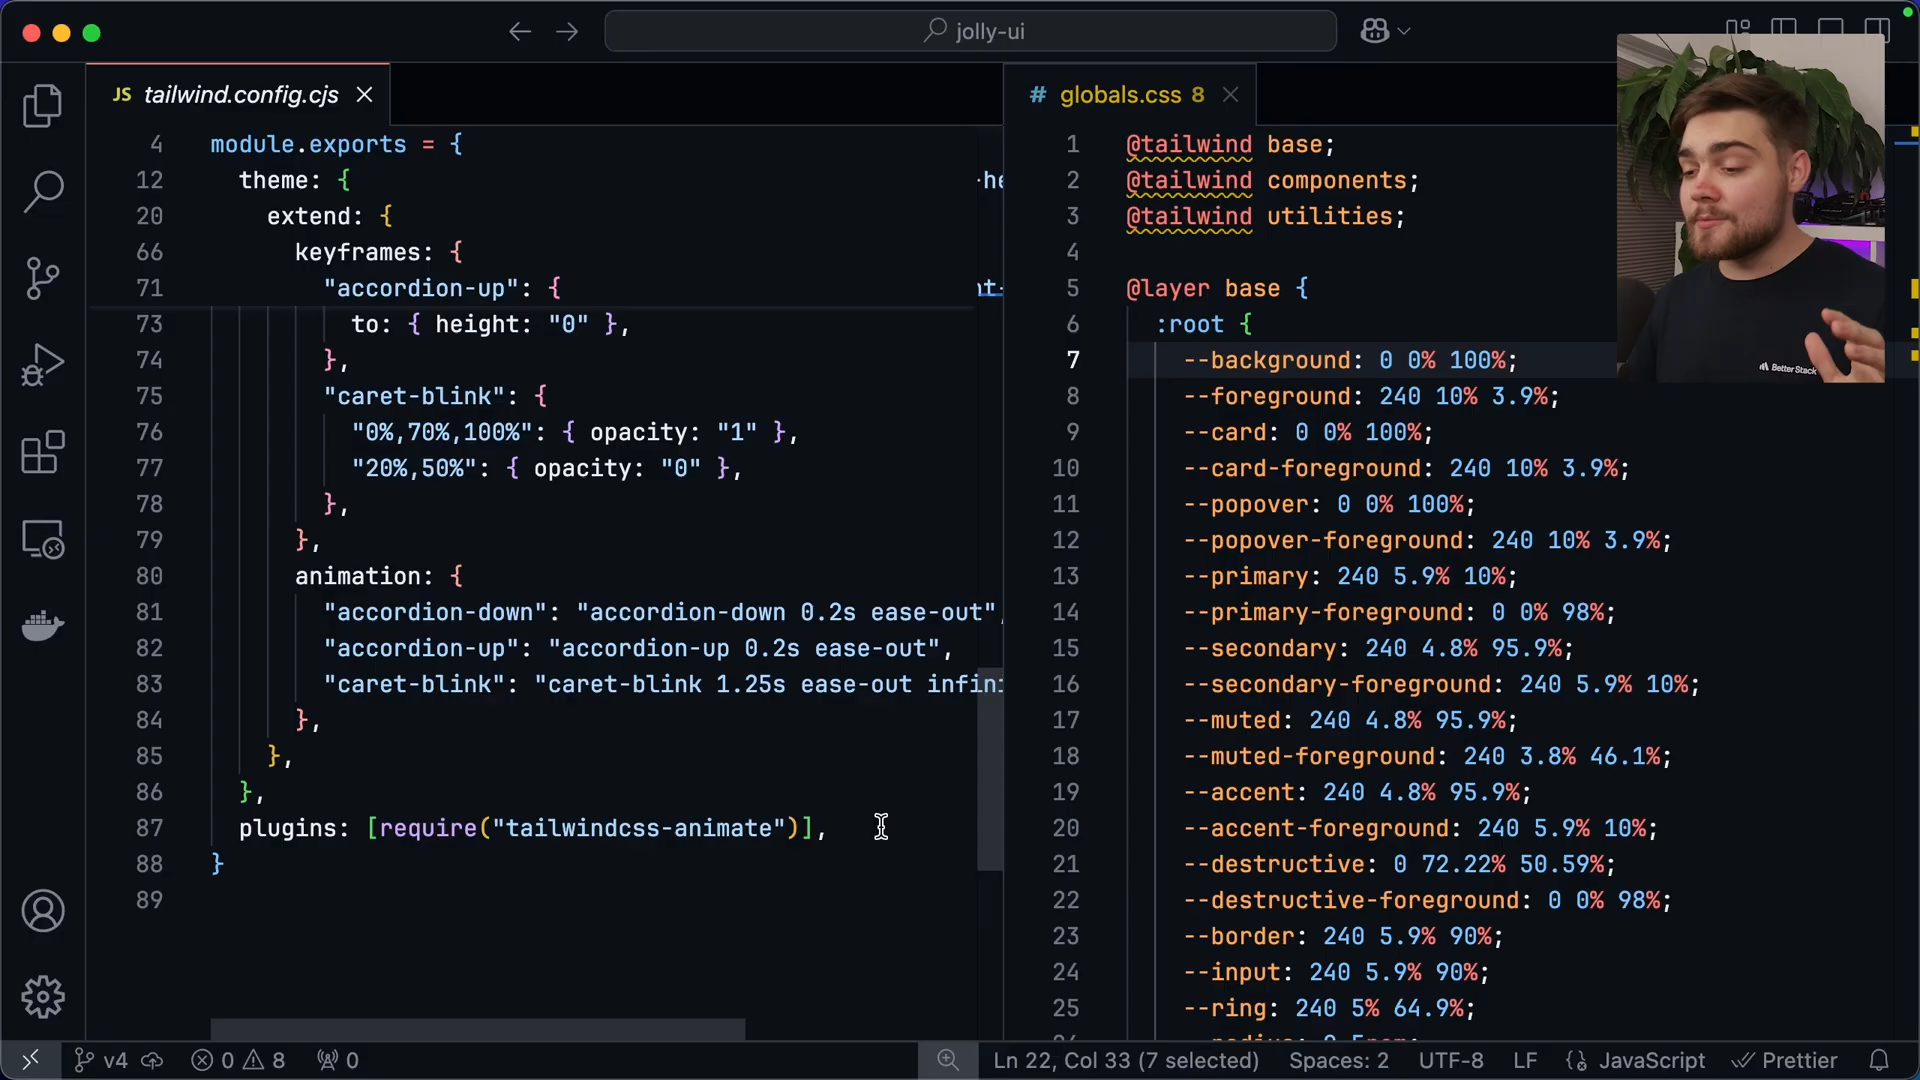 jolly-ui
JS tailwind.config.cjs
4 module.exports = {
12 theme: {
20 extend: {
66 keyframes: {
71 "accordion-up": {
73 to: { height: "0" },
74 },
75 "caret-blink": {
76 "0%,70%,100%": { opacity: "1" },
77 "20%,50%": { opacity: "0" },
78 },
79 },
80 animation: {
81 "accordion-down": "accordion-down 0.2s ease-out",
82 "accordion-up": "accordion-up 0.2s ease-out",
83 "caret-blink": "caret-blink 1.25s ease-out infin
84 },
85 },
86 },
87 plugins: [require("tailwindcss-animate")],
88 }
89
# globals.css 8
1 @tailwind base;
2 @tailwind components;
3 @tailwind utilities;
4
5 @layer base {
6 :root {
7 --background: 0 0% 100%;
8 --foreground: 240 10% 3.9%;
9 --card: 0 0% 100%;
10 --card-foreground: 240 10% 3.9%;
11 --popover: 0 0% 100%;
12 --popover-foreground: 240 10% 3.9%;
13 --primary: 240 5.9% 10%;
14 --primary-foreground: 0 0% 98%;
15 --secondary: 240 4.8% 95.9%;
16 --secondary-foreground: 240 5.9% 10%;
17 --muted: 240 4.8% 95.9%;
18 --muted-foreground: 240 3.8% 46.1%;
19 --accent: 240 4.8% 95.9%;
20 --accent-foreground: 240 5.9% 10%;
21 --destructive: 0 72.22% 50.59%;
22 --destructive-foreground: 0 0% 98%;
23 --border: 240 5.9% 90%;
24 --input: 240 5.9% 90%;
25 --ring: 240 5% 64.9%;
Better Stack
v4 0 8 0 Ln 22, Col 33 (7 selected) Spaces: 2 UTF-8 LF {} JavaScript Prettier